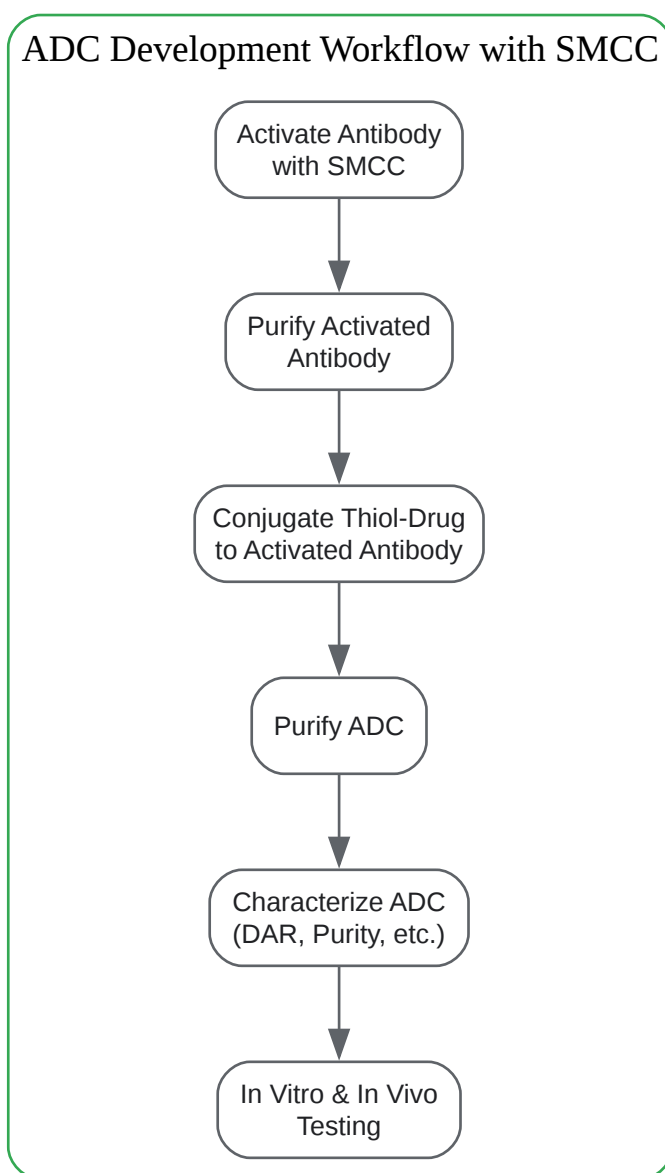 ADC Development Workflow with SMCC
Activate Antibody
with SMCC
Purify Activated
Antibody
Conjugate Thiol-Drug
to Activated Antibody
Purify ADC
Characterize ADC
(DAR, Purity, etc.)
In Vitro & In Vivo
Testing